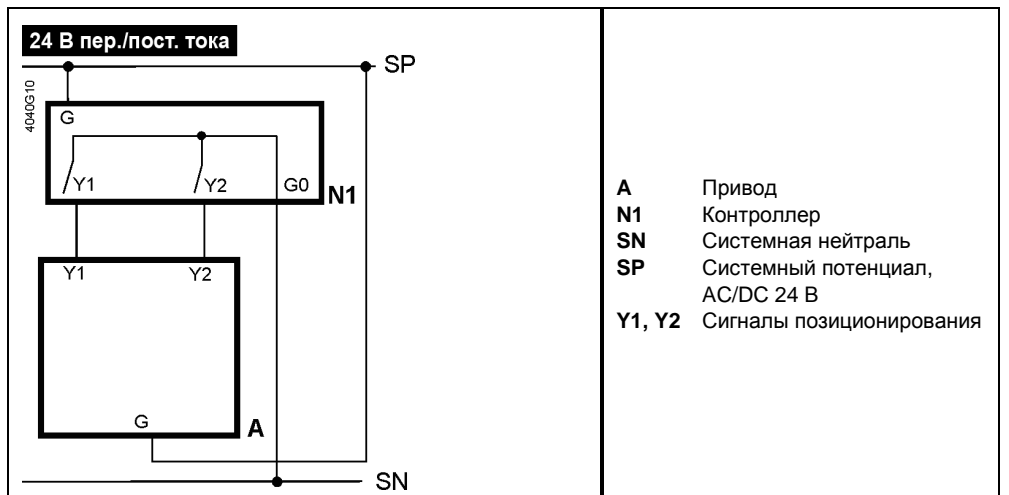 24 В пер./пост. тока
SP
4040G10
G
Y1 Y2 G0
N1
Y1 Y2
G
A
SN
A Привод
N1 Контроллер
SN Системная нейтраль
SP Системный потенциал,
AC/DC 24 В
Y1, Y2 Сигналы позиционирования